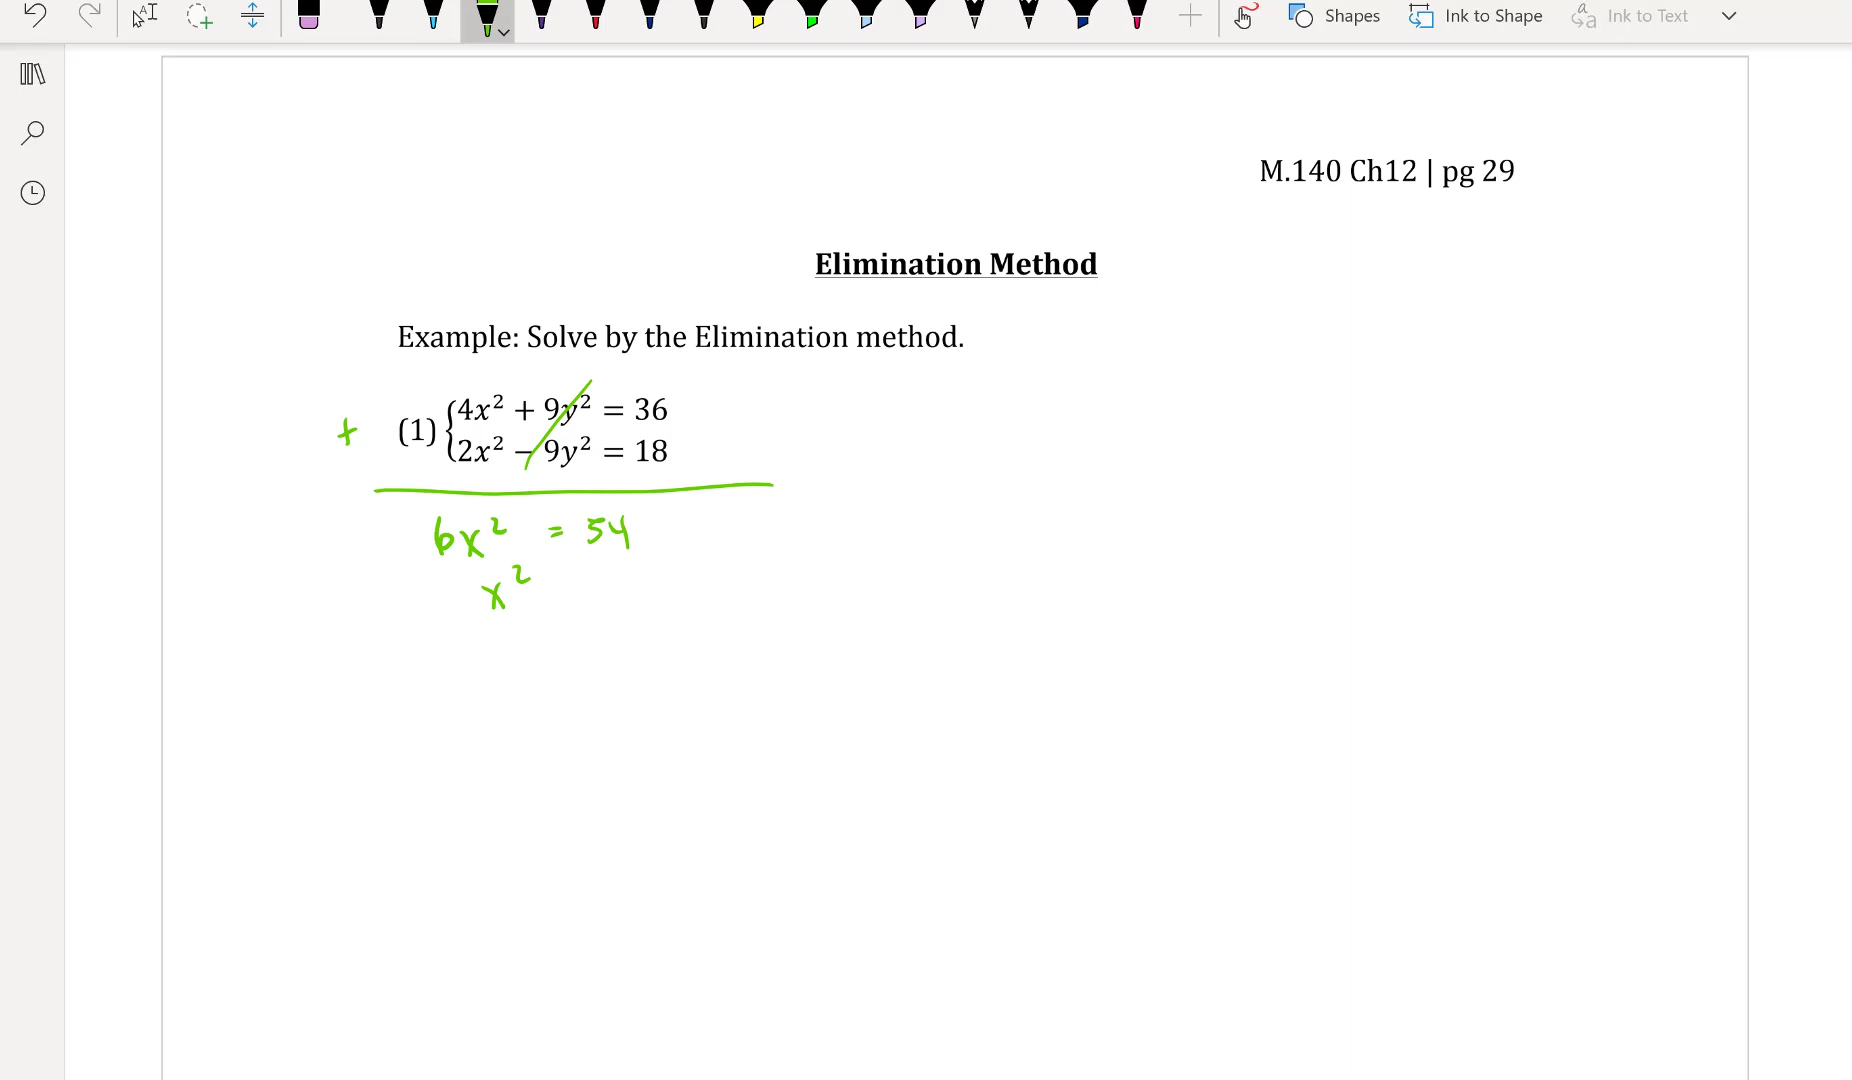 Shapes Ink to Shape Ink to Text
M.140 Ch12 | pg 29
Elimination Method
Example: Solve by the Elimination method.
+ (1) {4x² + 9y² = 36
2x² − 9y² = 18
6x² = 54
x²